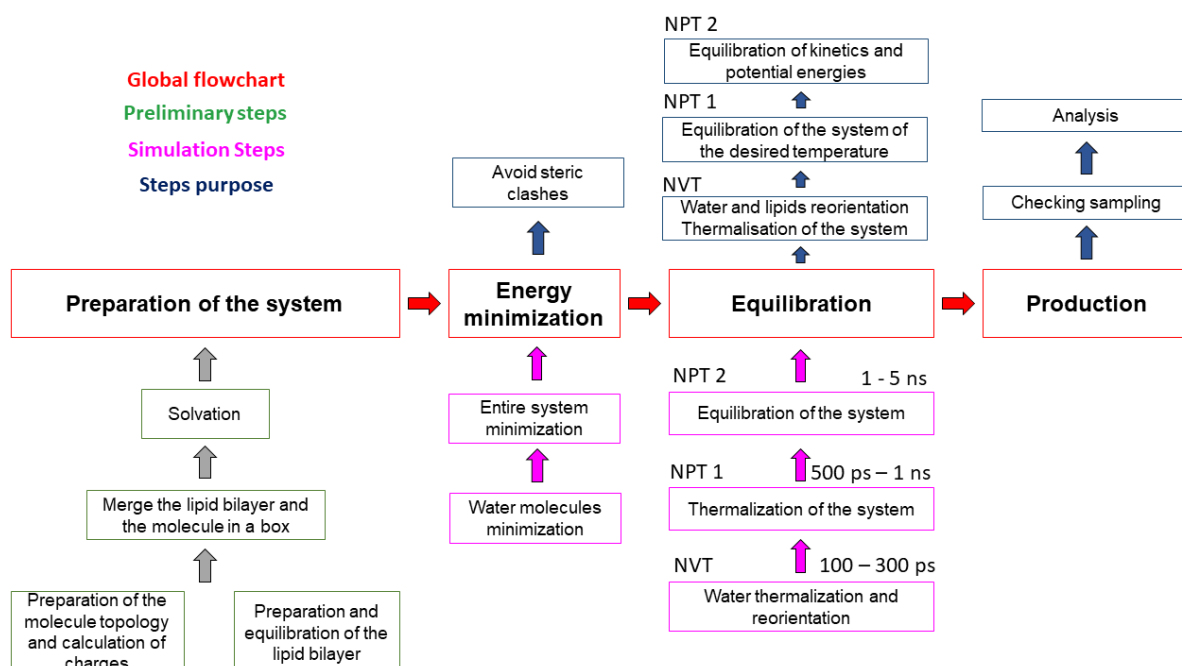 Global flowchart
Preliminary steps
Simulation Steps
Steps purpose
NPT 2
Equilibration of kinetics and
potential energies
NPT 1
Equilibration of the system of
the desired temperature
NVT
Water and lipids reorientation
Thermalisation of the system
Avoid steric
clashes
Analysis
Checking sampling
Preparation of the system
Energy
minimization
Equilibration
Production
Solvation
Merge the lipid bilayer and
the molecule in a box
Preparation of the
molecule topology
and calculation of
charges
Preparation and
equilibration of the
lipid bilayer
Entire system
minimization
Water molecules
minimization
NPT 2
1 - 5 ns
Equilibration of the system
NPT 1
500 ps – 1 ns
Thermalization of the system
NVT
100 – 300 ps
Water thermalization and
reorientation